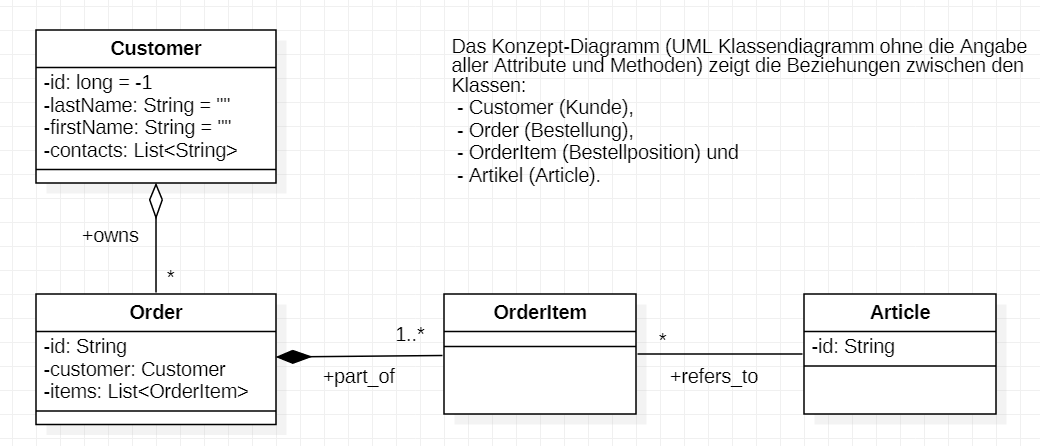 Customer
-id: long = -1
-lastName: String = ""
-firstName: String = ""
-contacts: List<String>
Das Konzept-Diagramm (UML Klassendiagramm ohne die Angabe
aller Attribute und Methoden) zeigt die Beziehungen zwischen den
Klassen:
- Customer (Kunde),
- Order (Bestellung),
- OrderItem (Bestellposition) und
- Artikel (Article).
+owns
*
Order
-id: String
-customer: Customer
-items: List<OrderItem>
1..*
+part_of
OrderItem
*
+refers_to
Article
-id: String